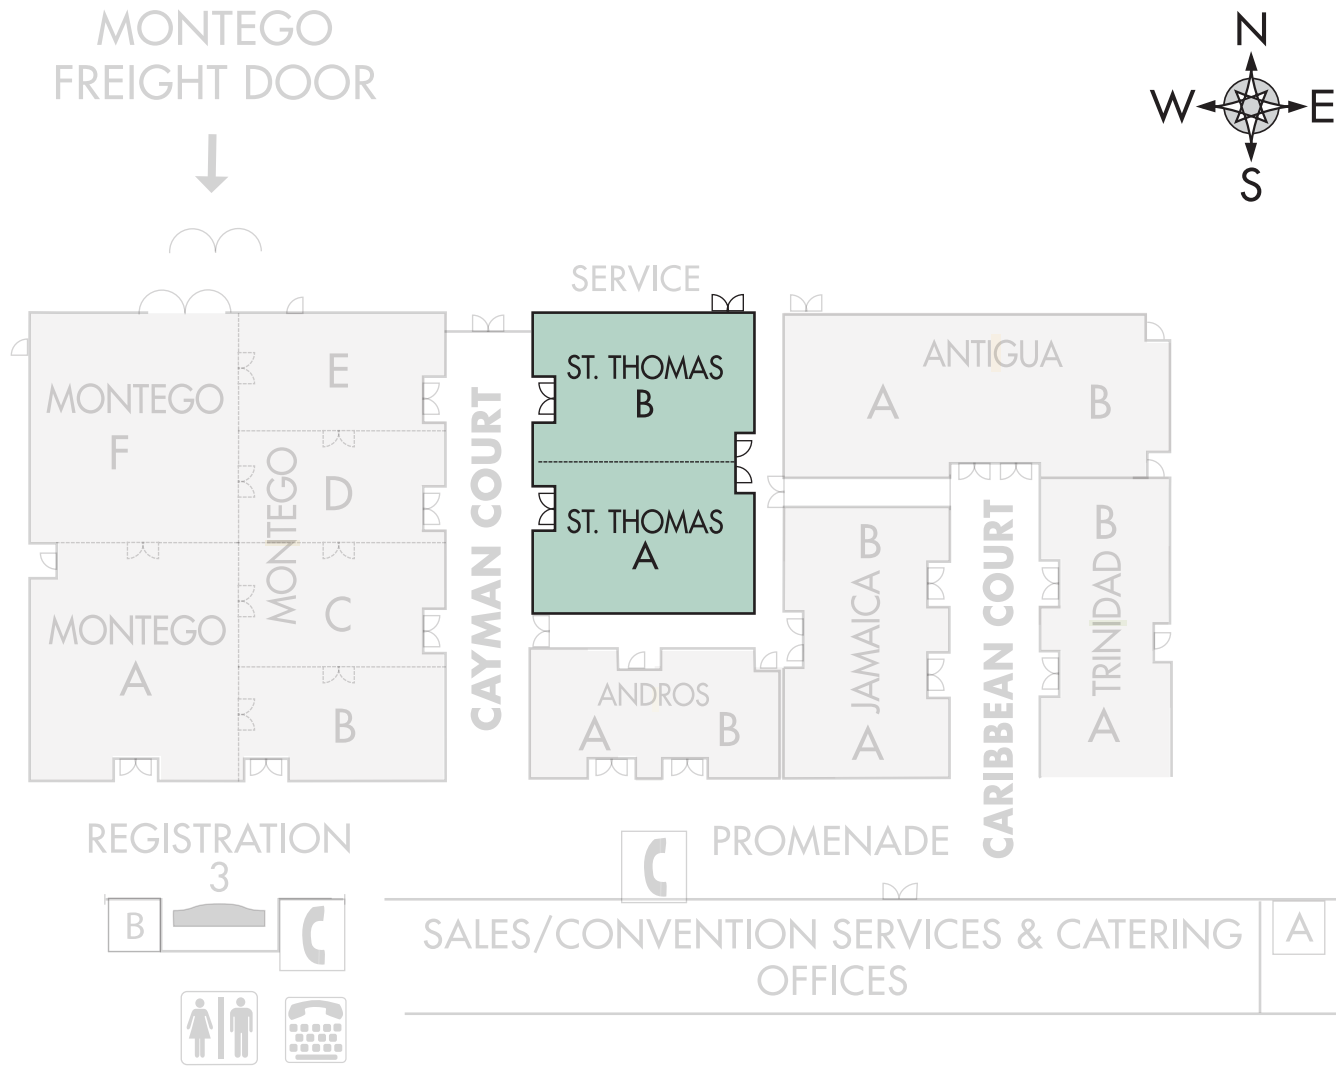 MONTEGO
FREIGHT DOOR
N
W
E
S
SERVICE
MONTEGO
F
E
D
MONTEGO
C
MONTEGO
A
B
CAYMAN COURT
ST. THOMAS
B
ST. THOMAS
A
ANTIGUA
A
B
ANDROS
A
B
B
JAMAICA
A
CARIBBEAN COURT
B
TRINIDAD
A
REGISTRATION
3
B
PROMENADE
SALES/CONVENTION SERVICES & CATERING
OFFICES
A